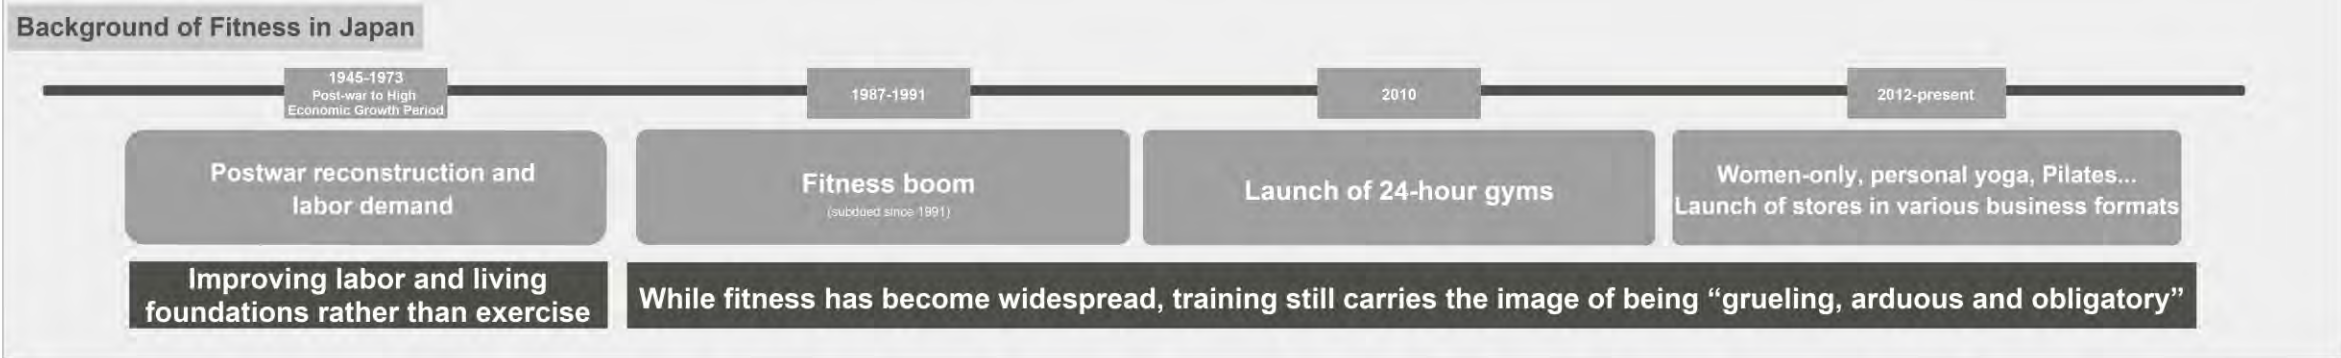 Background of Fitness in Japan
1945-1973
Post-war to High
Economic Growth Period
1987-1991
2010
2012-present
Postwar reconstruction and
labor demand
Fitness boom
(subdued since 1991)
Launch of 24-hour gyms
Women-only, personal yoga, Pilates...
Launch of stores in various business formats
Improving labor and living
foundations rather than exercise
While fitness has become widespread, training still carries the image of being “grueling, arduous and obligatory”